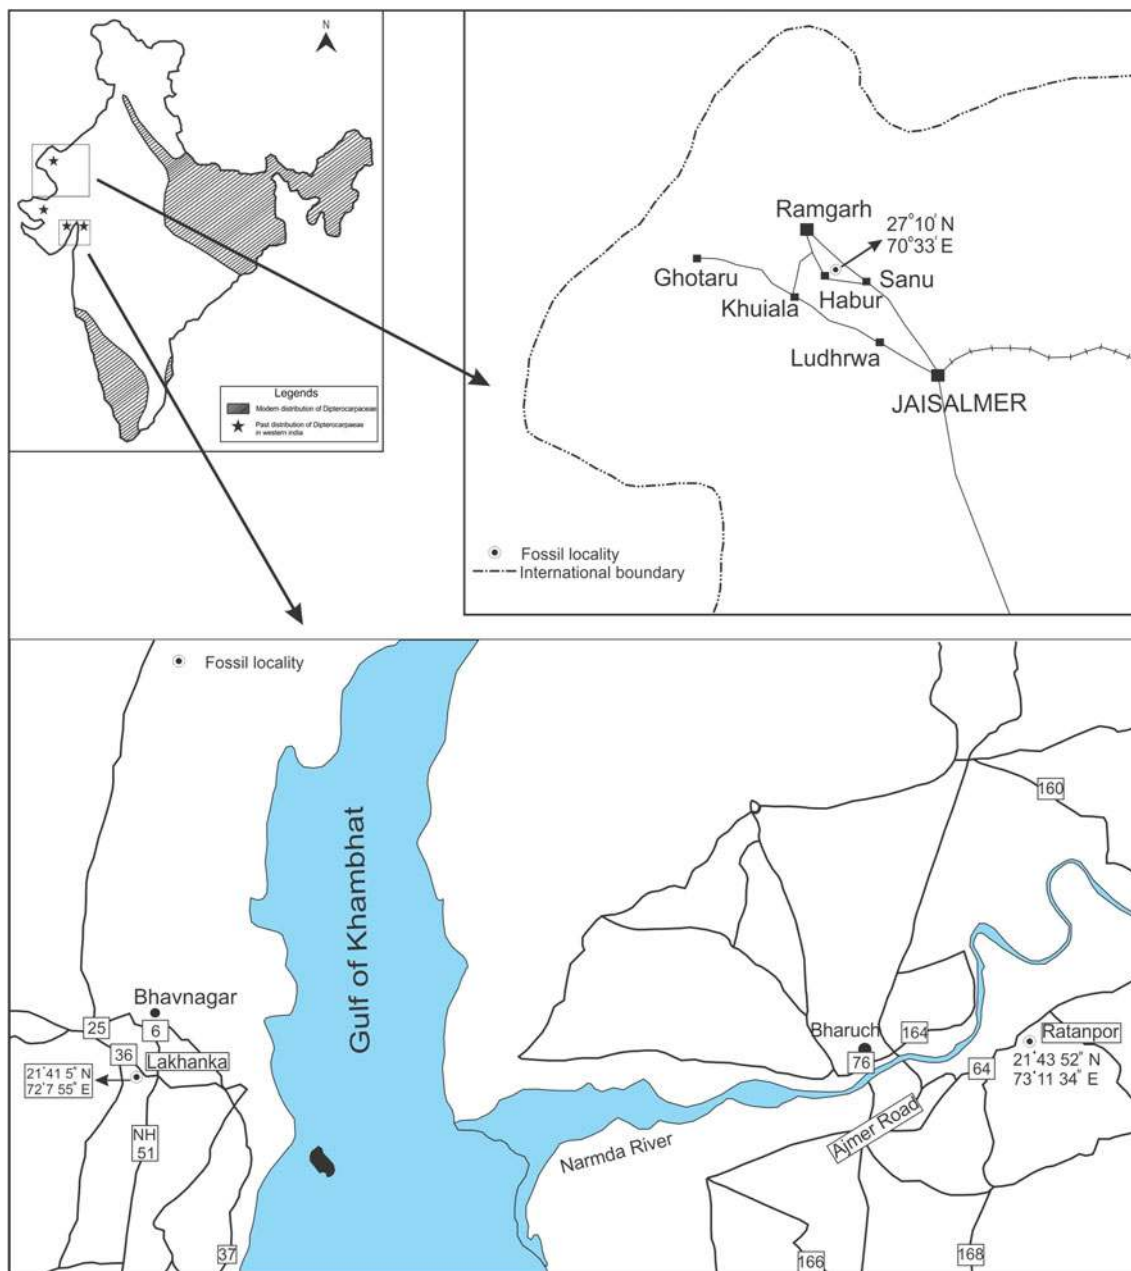 N
Legends
Modern distribution of Dipterocarpaceae
Past distribution of Dipterocarpaeas
in western india
Ramgarh
27°10' N
70°33' E
Ghotaru
Sanu
Khuiala
Habur
Ludhrwa
JAISALMER
Fossil locality
International boundary
Fossil locality
Gulf of Khambhat
160
Bhavnagar
25
6
36
Lakhanka
21°41 5" N
72°7 55" E
NH
51
37
Bharuch
164
76
Ratanpor
21°43 52" N
73°11 34" E
64
Ajmer Road
Narmda River
166
168